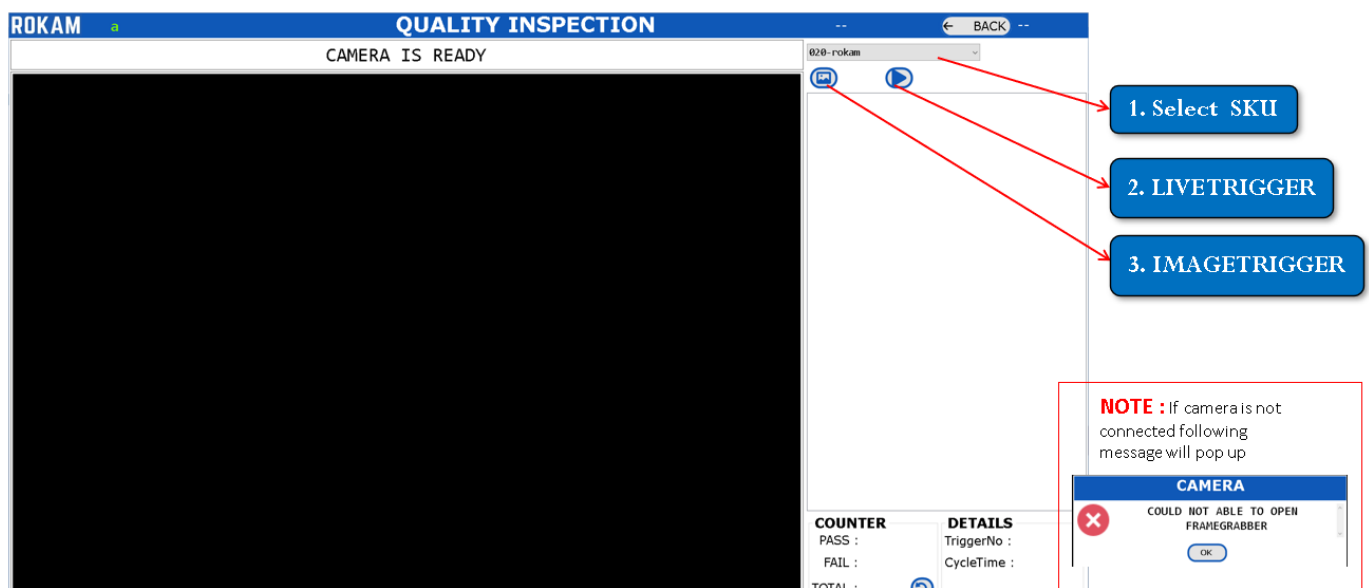 ROKAM a QUALITY INSPECTION -- ← BACK --
CAMERA IS READY
020-rokam
1. Select SKU
2. LIVETRIGGER
3. IMAGETRIGGER
NOTE : If camera is not
connected following
message will pop up
CAMERA
COULD NOT ABLE TO OPEN
FRAMEGRABBER
OK
COUNTER
PASS :
FAIL :
TOTAL :
DETAILS
TriggerNo :
CycleTime :